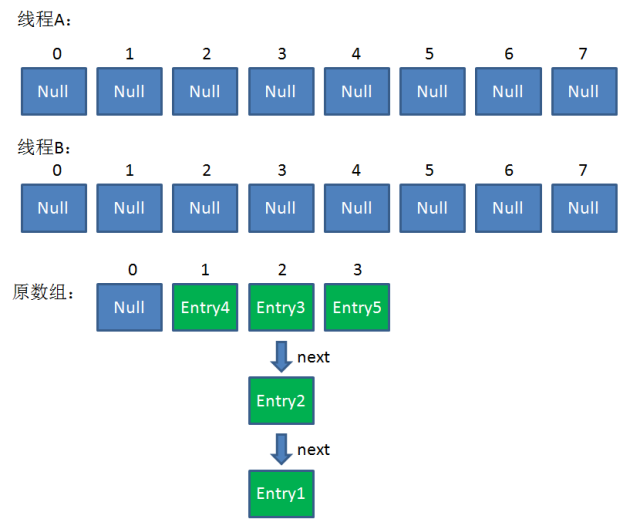 线程A：
0 1 2 3 4 5 6 7
Null Null Null Null Null Null Null Null
线程B：
0 1 2 3 4 5 6 7
Null Null Null Null Null Null Null Null
0 1 2 3
原数组： Null Entry4 Entry3 Entry5
next
Entry2
next
Entry1